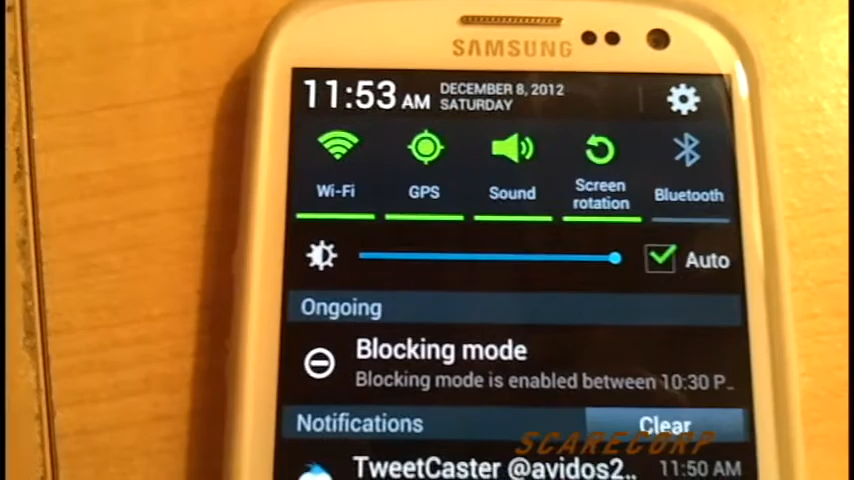 SAMSUNG
11:53 AM
DECEMBER 8, 2012
SATURDAY
Wi-Fi
GPS
Sound
Screen
rotation
Bluetooth
Auto
Ongoing
Blocking mode
Blocking mode is enabled between 10:30 P...
Notifications
Clear
SCARECORP
TweetCaster @avidos2.. 11:50 AM